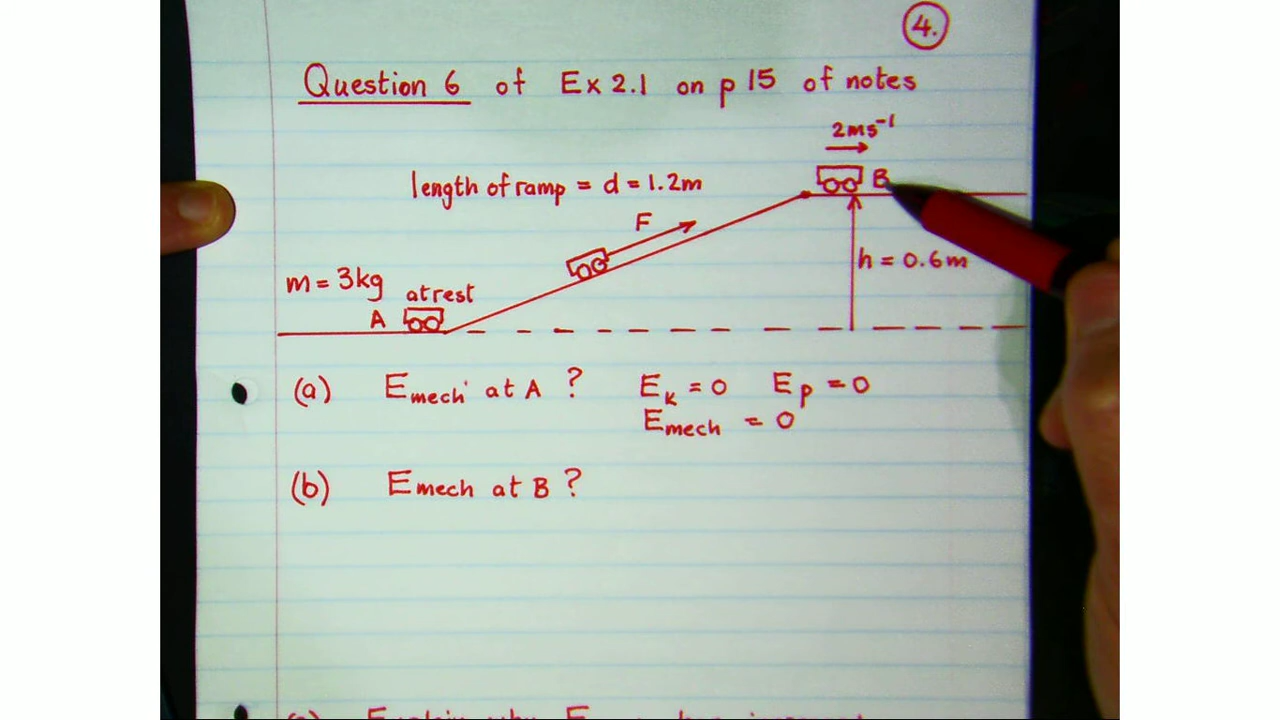 4.
Question 6 of Ex 2.1 on p 15 of notes
2ms⁻¹
length of ramp = d = 1.2m
B
F
h = 0.6m
m = 3kg
at rest
A
(a) Emech at A ? EK = 0 Ep = 0
Emech = 0
(b) Emech at B ?